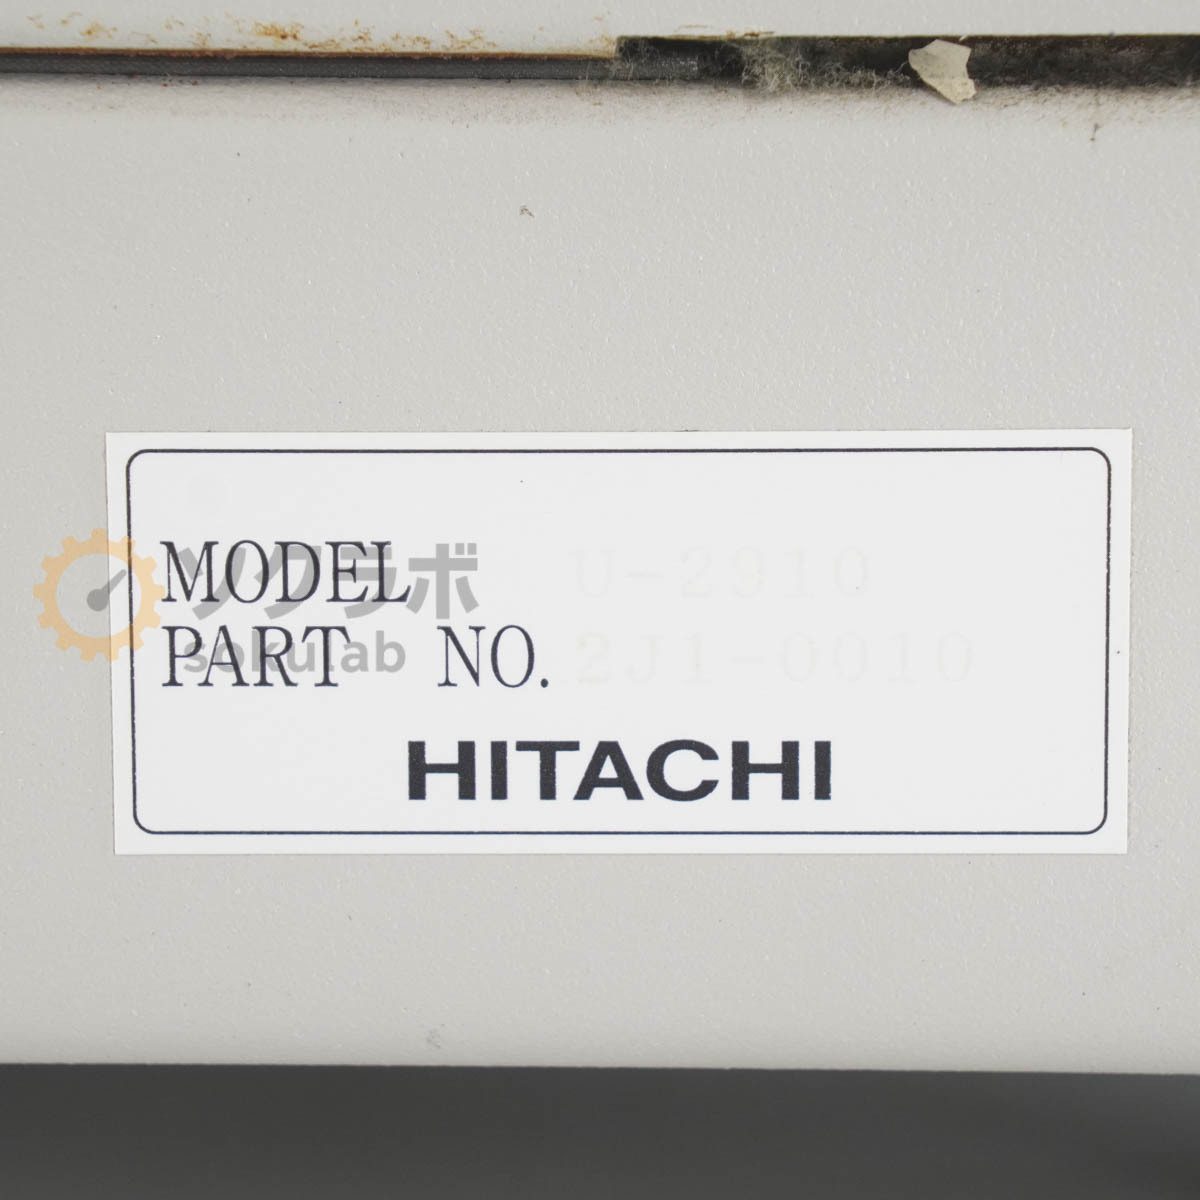 MODEL U-2910
PART NO. 2J1-0010
HITACHI
ソクラボ
sokulab